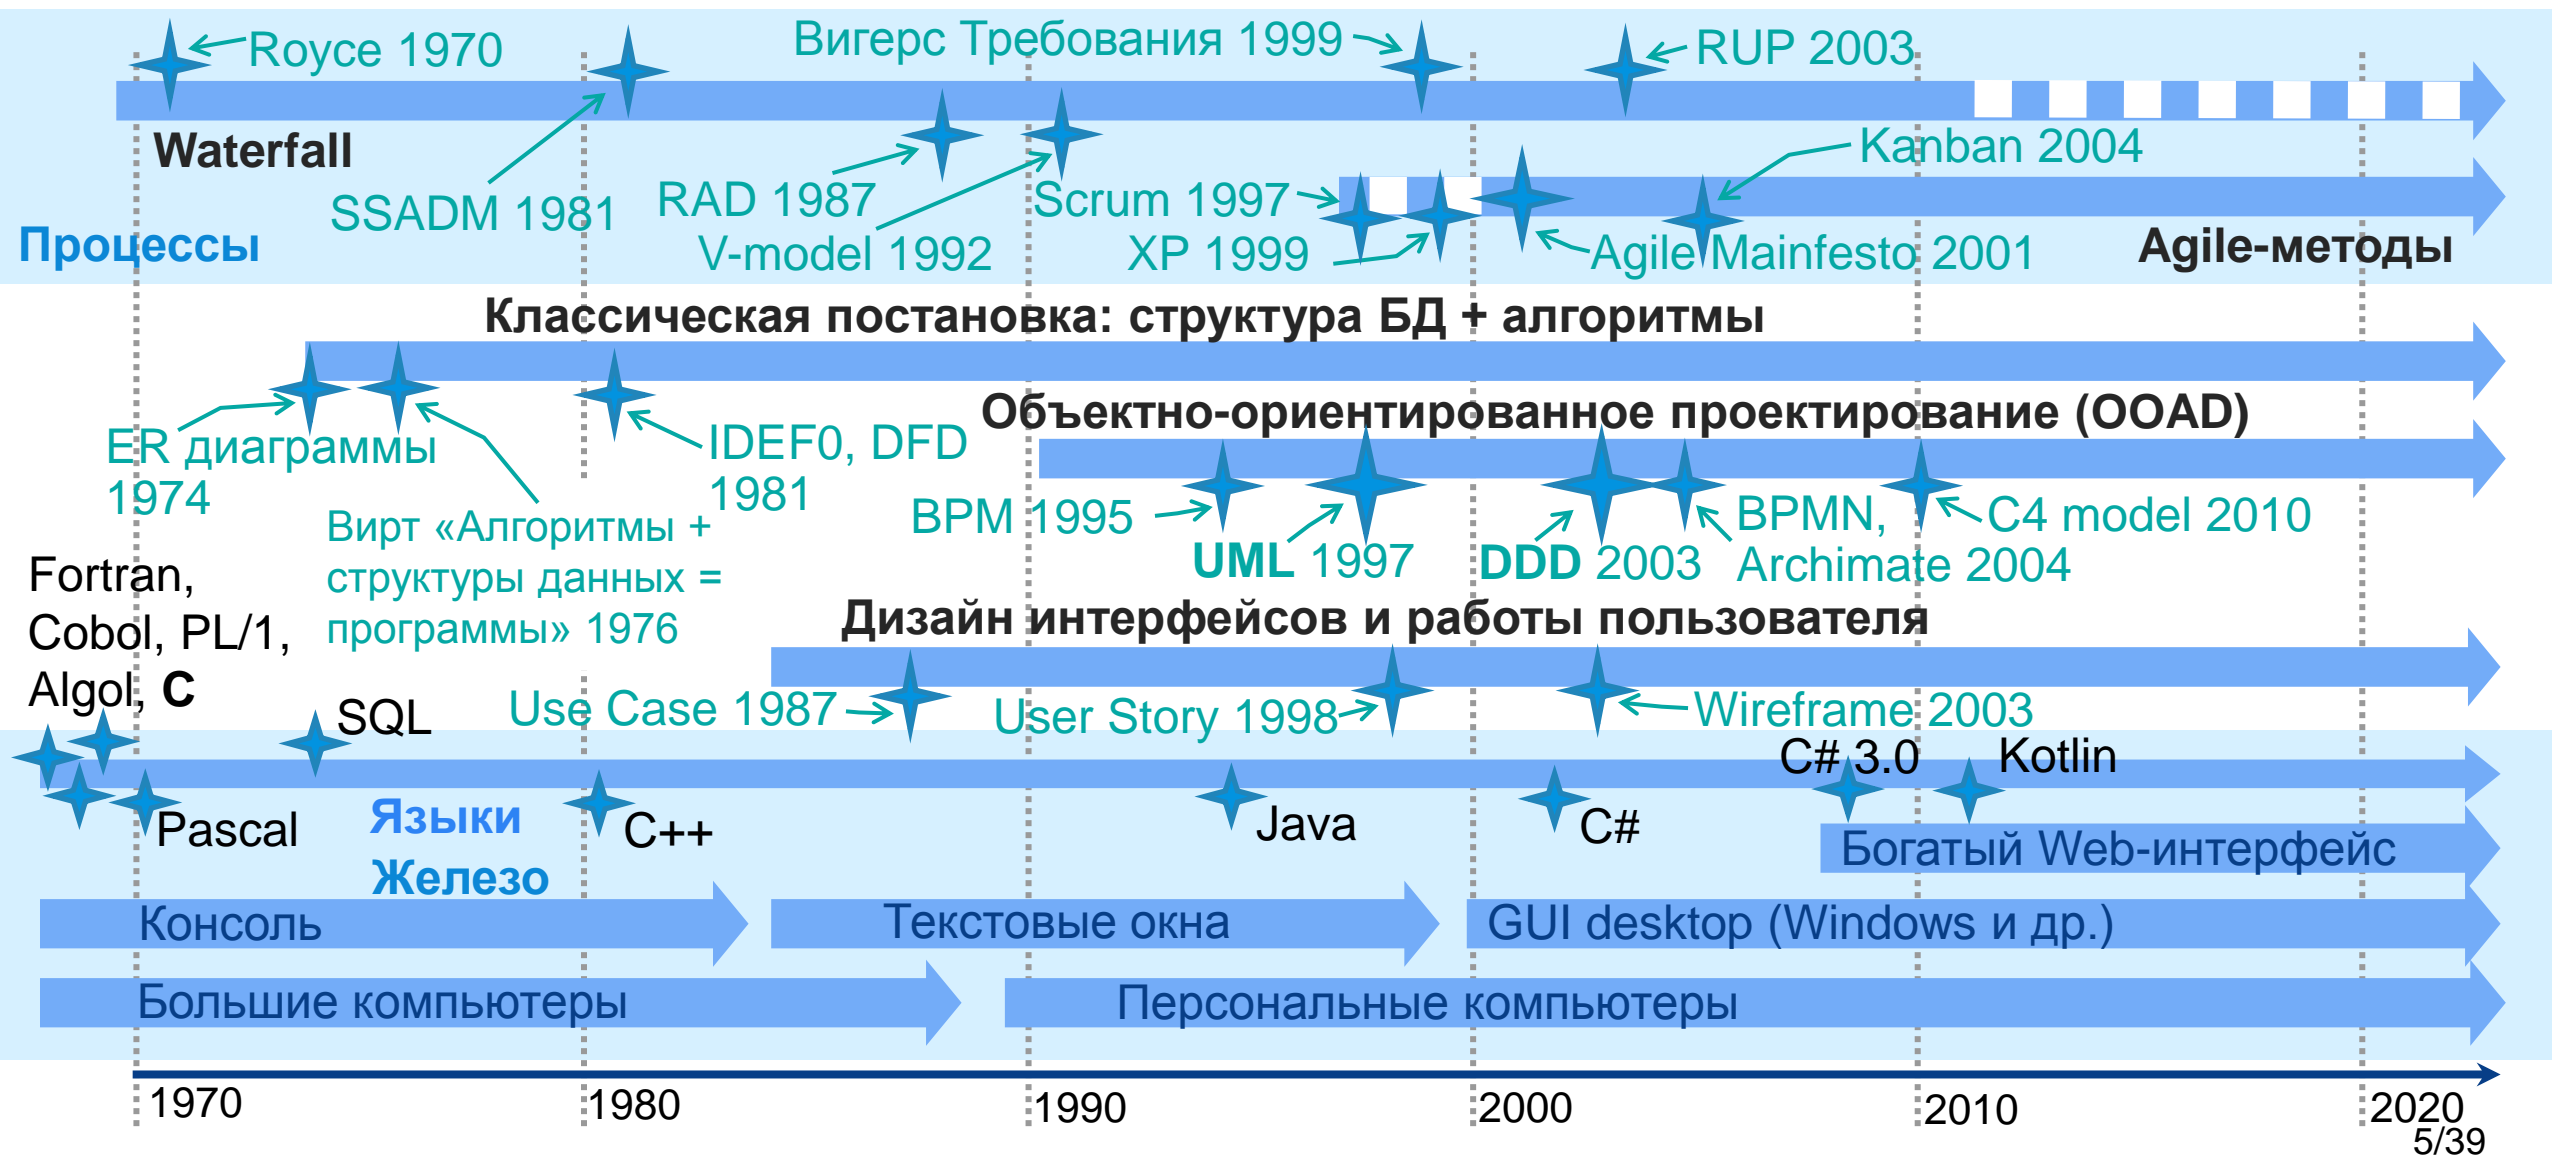 Royce 1970
Вигерс Требования 1999
RUP 2003
Waterfall
Kanban 2004
SSADM 1981
RAD 1987
Scrum 1997
V-model 1992
XP 1999
Agile Mainfesto 2001
Процессы
Agile-методы
Классическая постановка: структура БД + алгоритмы
Объектно-ориентированное проектирование (OOAD)
ER диаграммы
1974
IDEF0, DFD
1981
Вирт «Алгоритмы +
структуры данных =
программы» 1976
BPM 1995
UML 1997
DDD 2003
BPMN,
Archimate 2004
C4 model 2010
Fortran,
Cobol, PL/1,
Algol, C
Дизайн интерфейсов и работы пользователя
SQL
Use Case 1987
User Story 1998
Wireframe 2003
C# 3.0
Kotlin
Pascal
Языки
C++
Java
C#
Богатый Web-интерфейс
Железо
Консоль
Текстовые окна
GUI desktop (Windows и др.)
Большие компьютеры
Персональные компьютеры
1970
1980
1990
2000
2010
2020
5/39